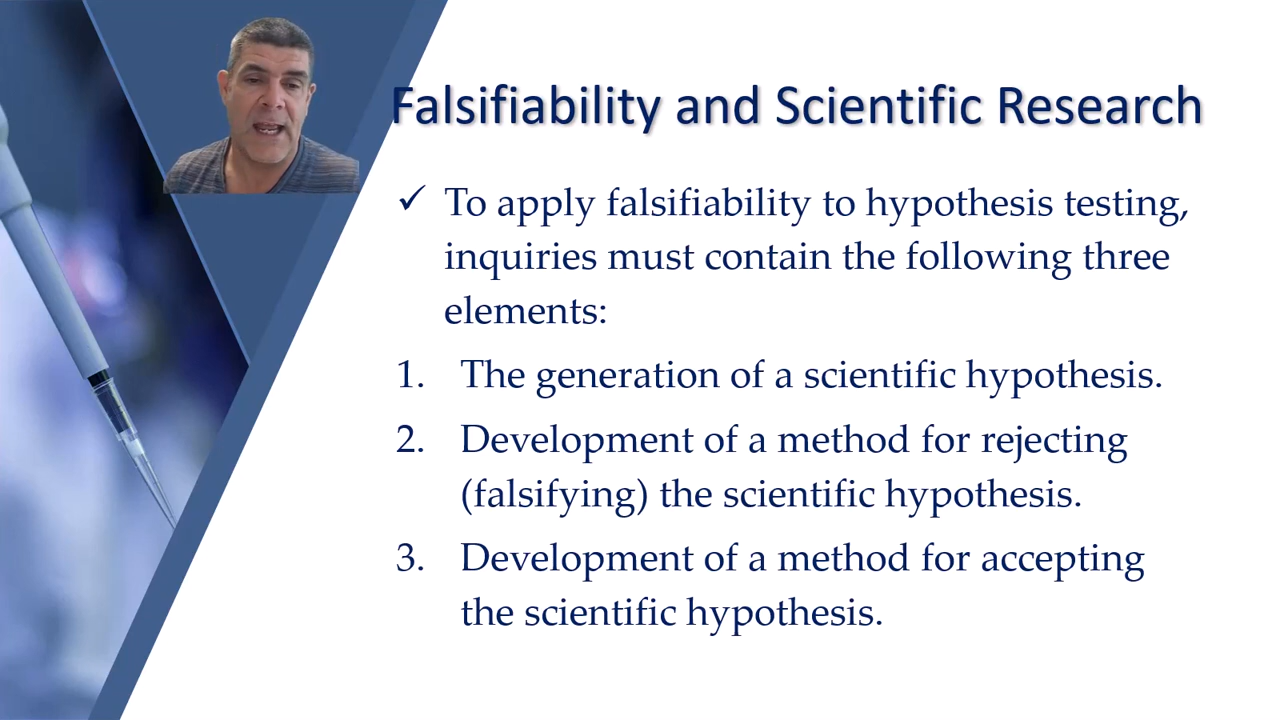 Falsifiability and Scientific Research
✓ To apply falsifiability to hypothesis testing,
inquiries must contain the following three
elements:
1. The generation of a scientific hypothesis.
2. Development of a method for rejecting
(falsifying) the scientific hypothesis.
3. Development of a method for accepting
the scientific hypothesis.